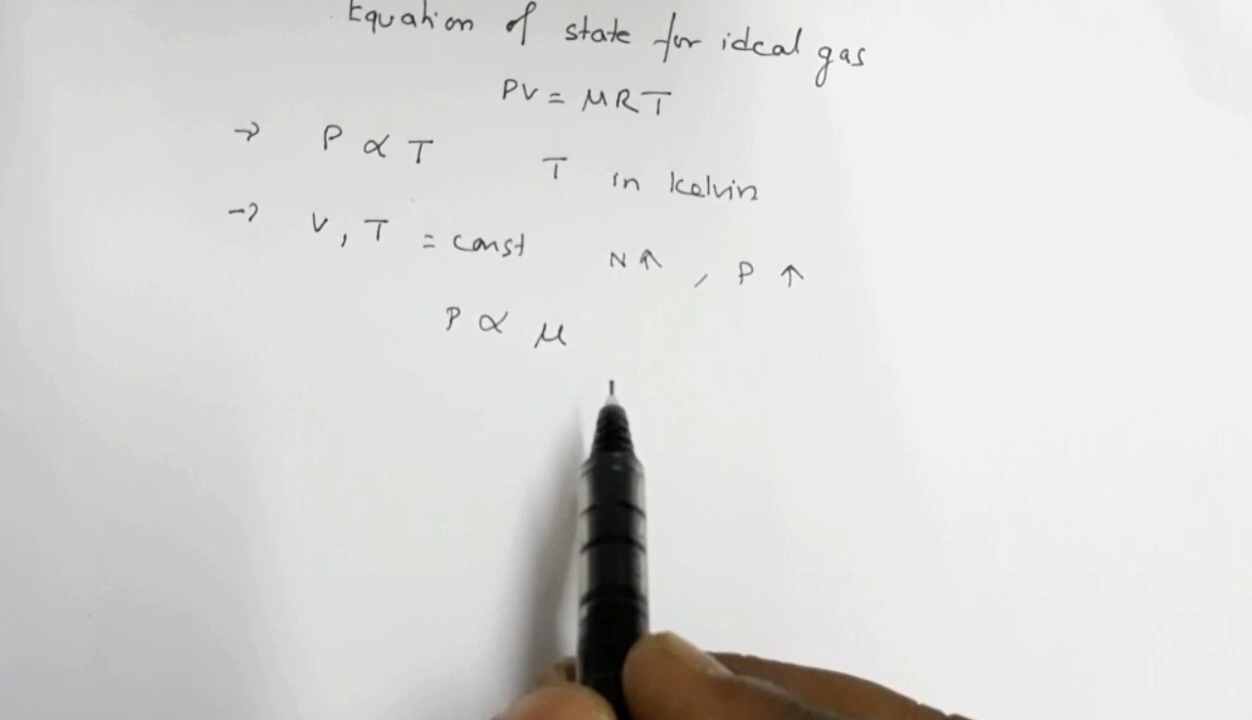 Equation of state for ideal gas
PV = μRT
→ P ∝ T T in Kelvin
→ V, T = const N↑, P↑
P ∝ μ